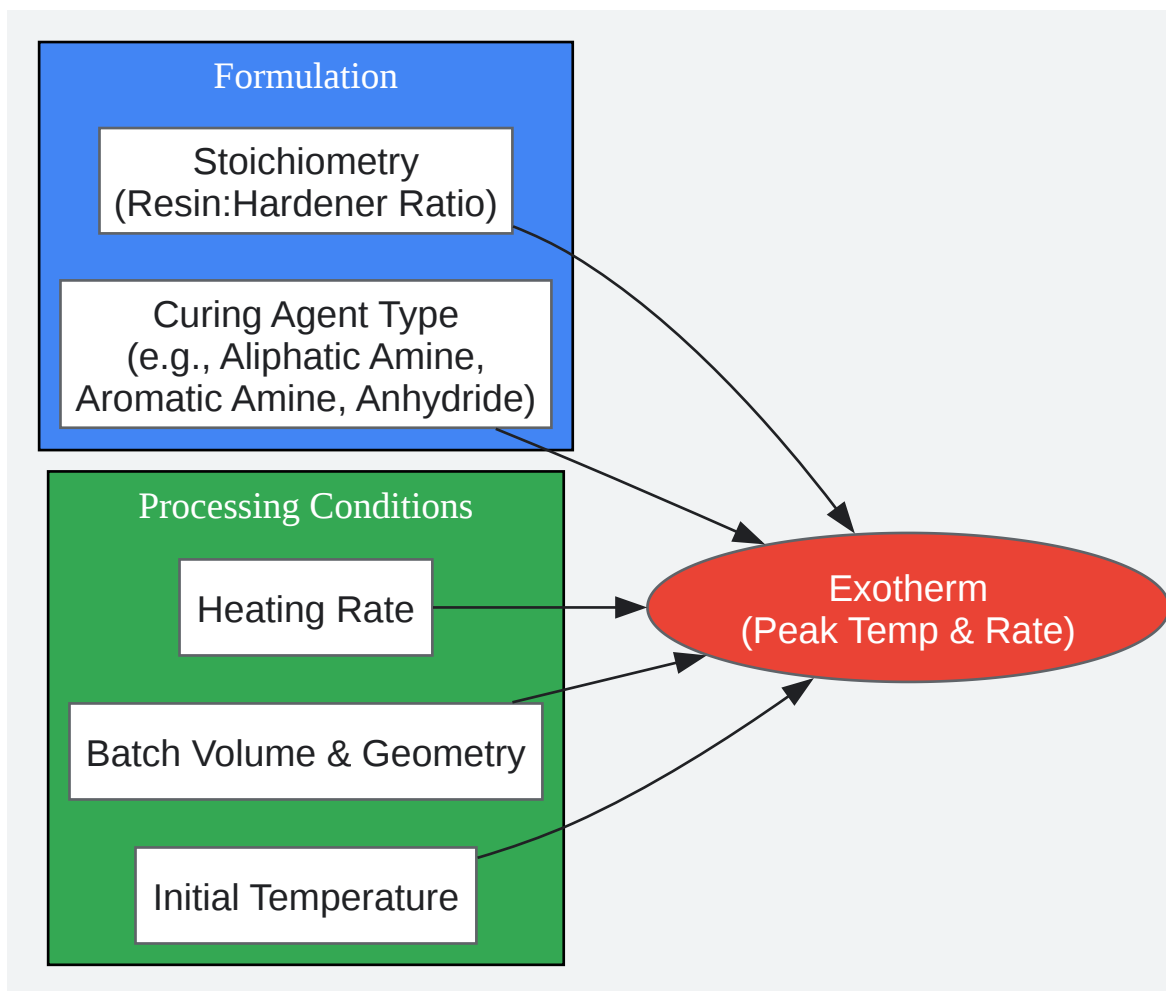 Formulation
Stoichiometry
(Resin:Hardener Ratio)
Curing Agent Type
(e.g., Aliphatic Amine,
Aromatic Amine, Anhydride)
Processing Conditions
Heating Rate
Batch Volume & Geometry
Initial Temperature
Exotherm
(Peak Temp & Rate)